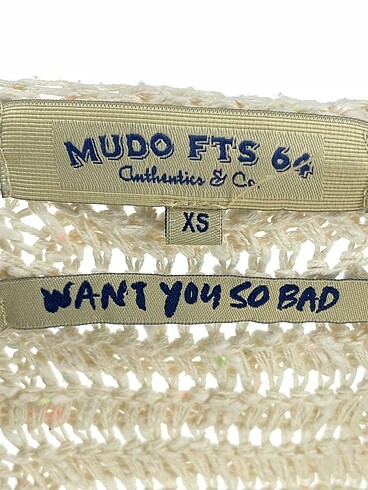 MUDO FTS 64
Authentics & Co.
XS
WANT YOU SO BAD